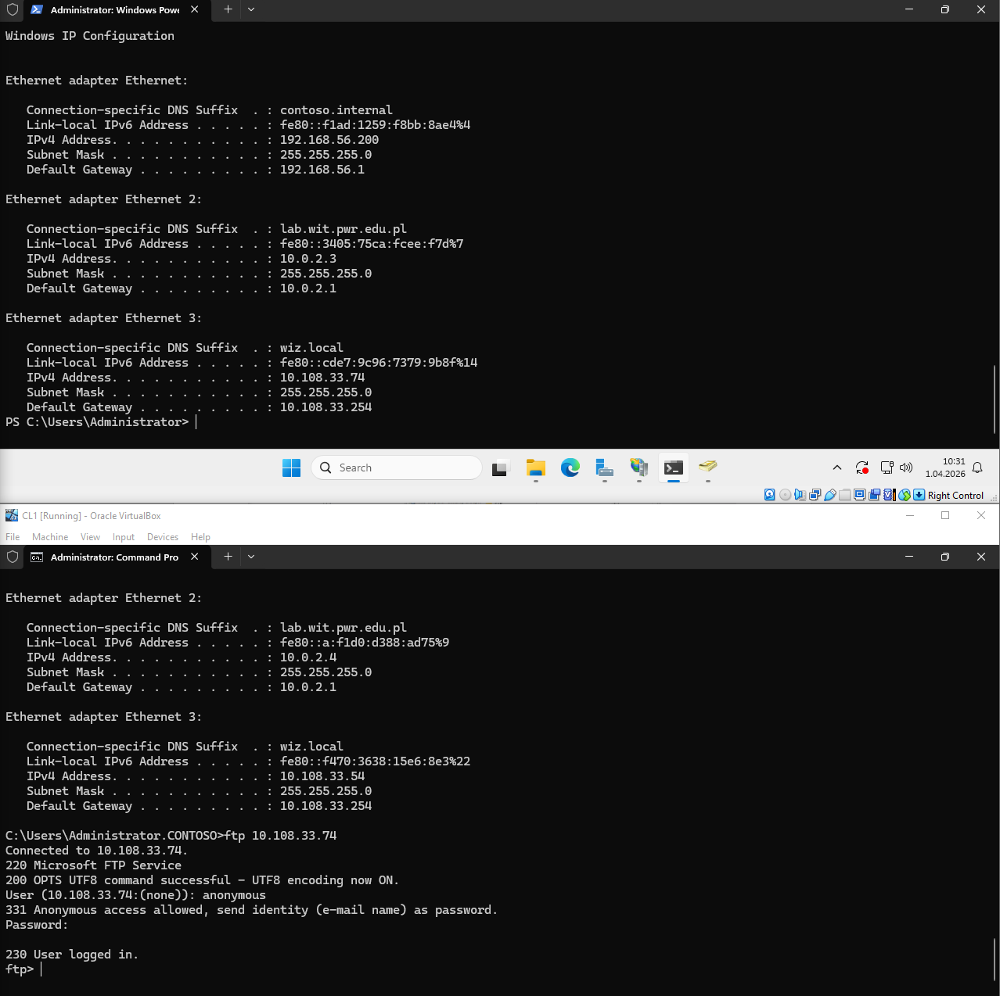 Administrator: Windows Powe
Windows IP Configuration
Ethernet adapter Ethernet:
Connection-specific DNS Suffix  . : contoso.internal
Link-local IPv6 Address . . . . . : fe80::f1ad:1259:f8bb:8ae4%4
IPv4 Address. . . . . . . . . . . : 192.168.56.200
Subnet Mask . . . . . . . . . . . : 255.255.255.0
Default Gateway . . . . . . . . . : 192.168.56.1
Ethernet adapter Ethernet 2:
Connection-specific DNS Suffix  . : lab.wit.pwr.edu.pl
Link-local IPv6 Address . . . . . : fe80::3405:75ca:fcee:f7d%7
IPv4 Address. . . . . . . . . . . : 10.0.2.3
Subnet Mask . . . . . . . . . . . : 255.255.255.0
Default Gateway . . . . . . . . . : 10.0.2.1
Ethernet adapter Ethernet 3:
Connection-specific DNS Suffix  . : wiz.local
Link-local IPv6 Address . . . . . : fe80::cde7:9c96:7379:9b8f%14
IPv4 Address. . . . . . . . . . . : 10.108.33.74
Subnet Mask . . . . . . . . . . . : 255.255.255.0
Default Gateway . . . . . . . . . : 10.108.33.254
PS C:\Users\Administrator>
Search
10:31
1.04.2026
Right Control
CL1 [Running] - Oracle VirtualBox
File Machine View Input Devices Help
Administrator: Command Pro
Ethernet adapter Ethernet 2:
Connection-specific DNS Suffix  . : lab.wit.pwr.edu.pl
Link-local IPv6 Address . . . . . : fe80::a:f1d0:d388:ad75%9
IPv4 Address. . . . . . . . . . . : 10.0.2.4
Subnet Mask . . . . . . . . . . . : 255.255.255.0
Default Gateway . . . . . . . . . : 10.0.2.1
Ethernet adapter Ethernet 3:
Connection-specific DNS Suffix  . : wiz.local
Link-local IPv6 Address . . . . . : fe80::f470:3638:15e6:8e3%22
IPv4 Address. . . . . . . . . . . : 10.108.33.54
Subnet Mask . . . . . . . . . . . : 255.255.255.0
Default Gateway . . . . . . . . . : 10.108.33.254
C:\Users\Administrator.CONTOSO>ftp 10.108.33.74
Connected to 10.108.33.74.
220 Microsoft FTP Service
200 OPTS UTF8 command successful - UTF8 encoding now ON.
User (10.108.33.74:(none)): anonymous
331 Anonymous access allowed, send identity (e-mail name) as password.
Password:
230 User logged in.
ftp>